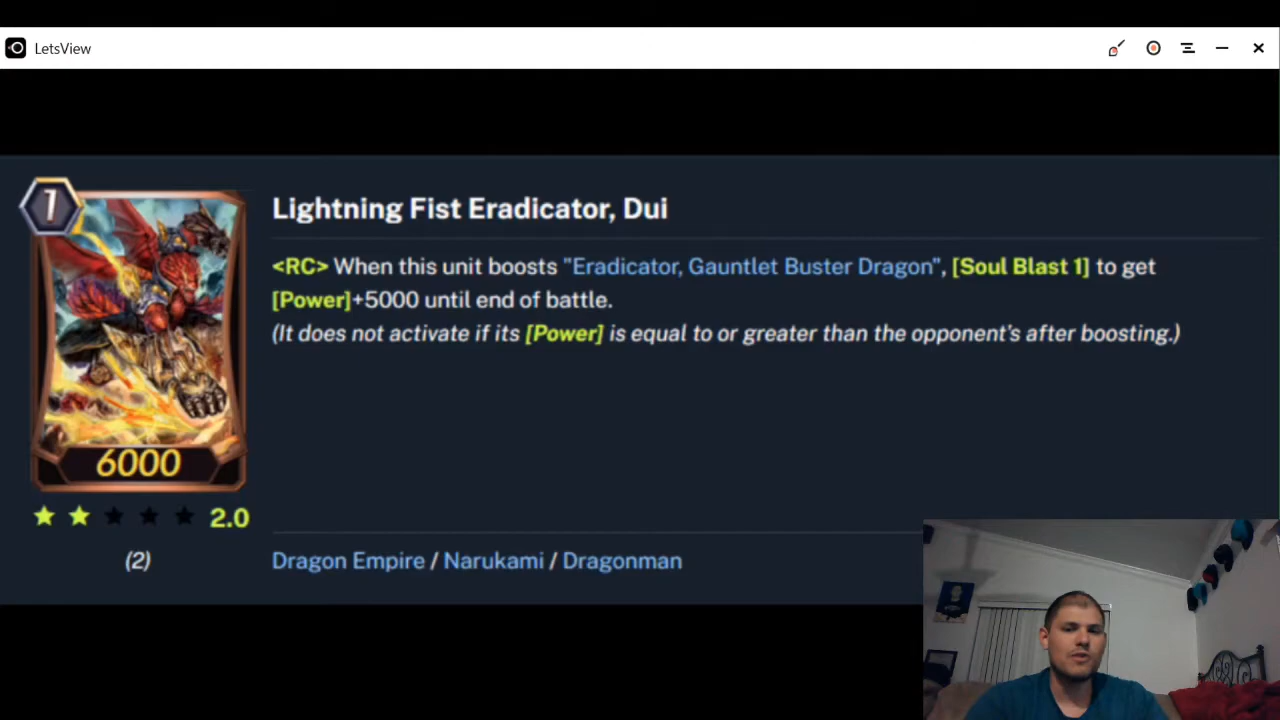 LetsView
1
Lightning Fist Eradicator, Dui
<RC> When this unit boosts "Eradicator, Gauntlet Buster Dragon", [Soul Blast 1] to get
[Power]+5000 until end of battle.
(It does not activate if its [Power] is equal to or greater than the opponent's after boosting.)
6000
2.0
(2)
Dragon Empire / Narukami / Dragonman